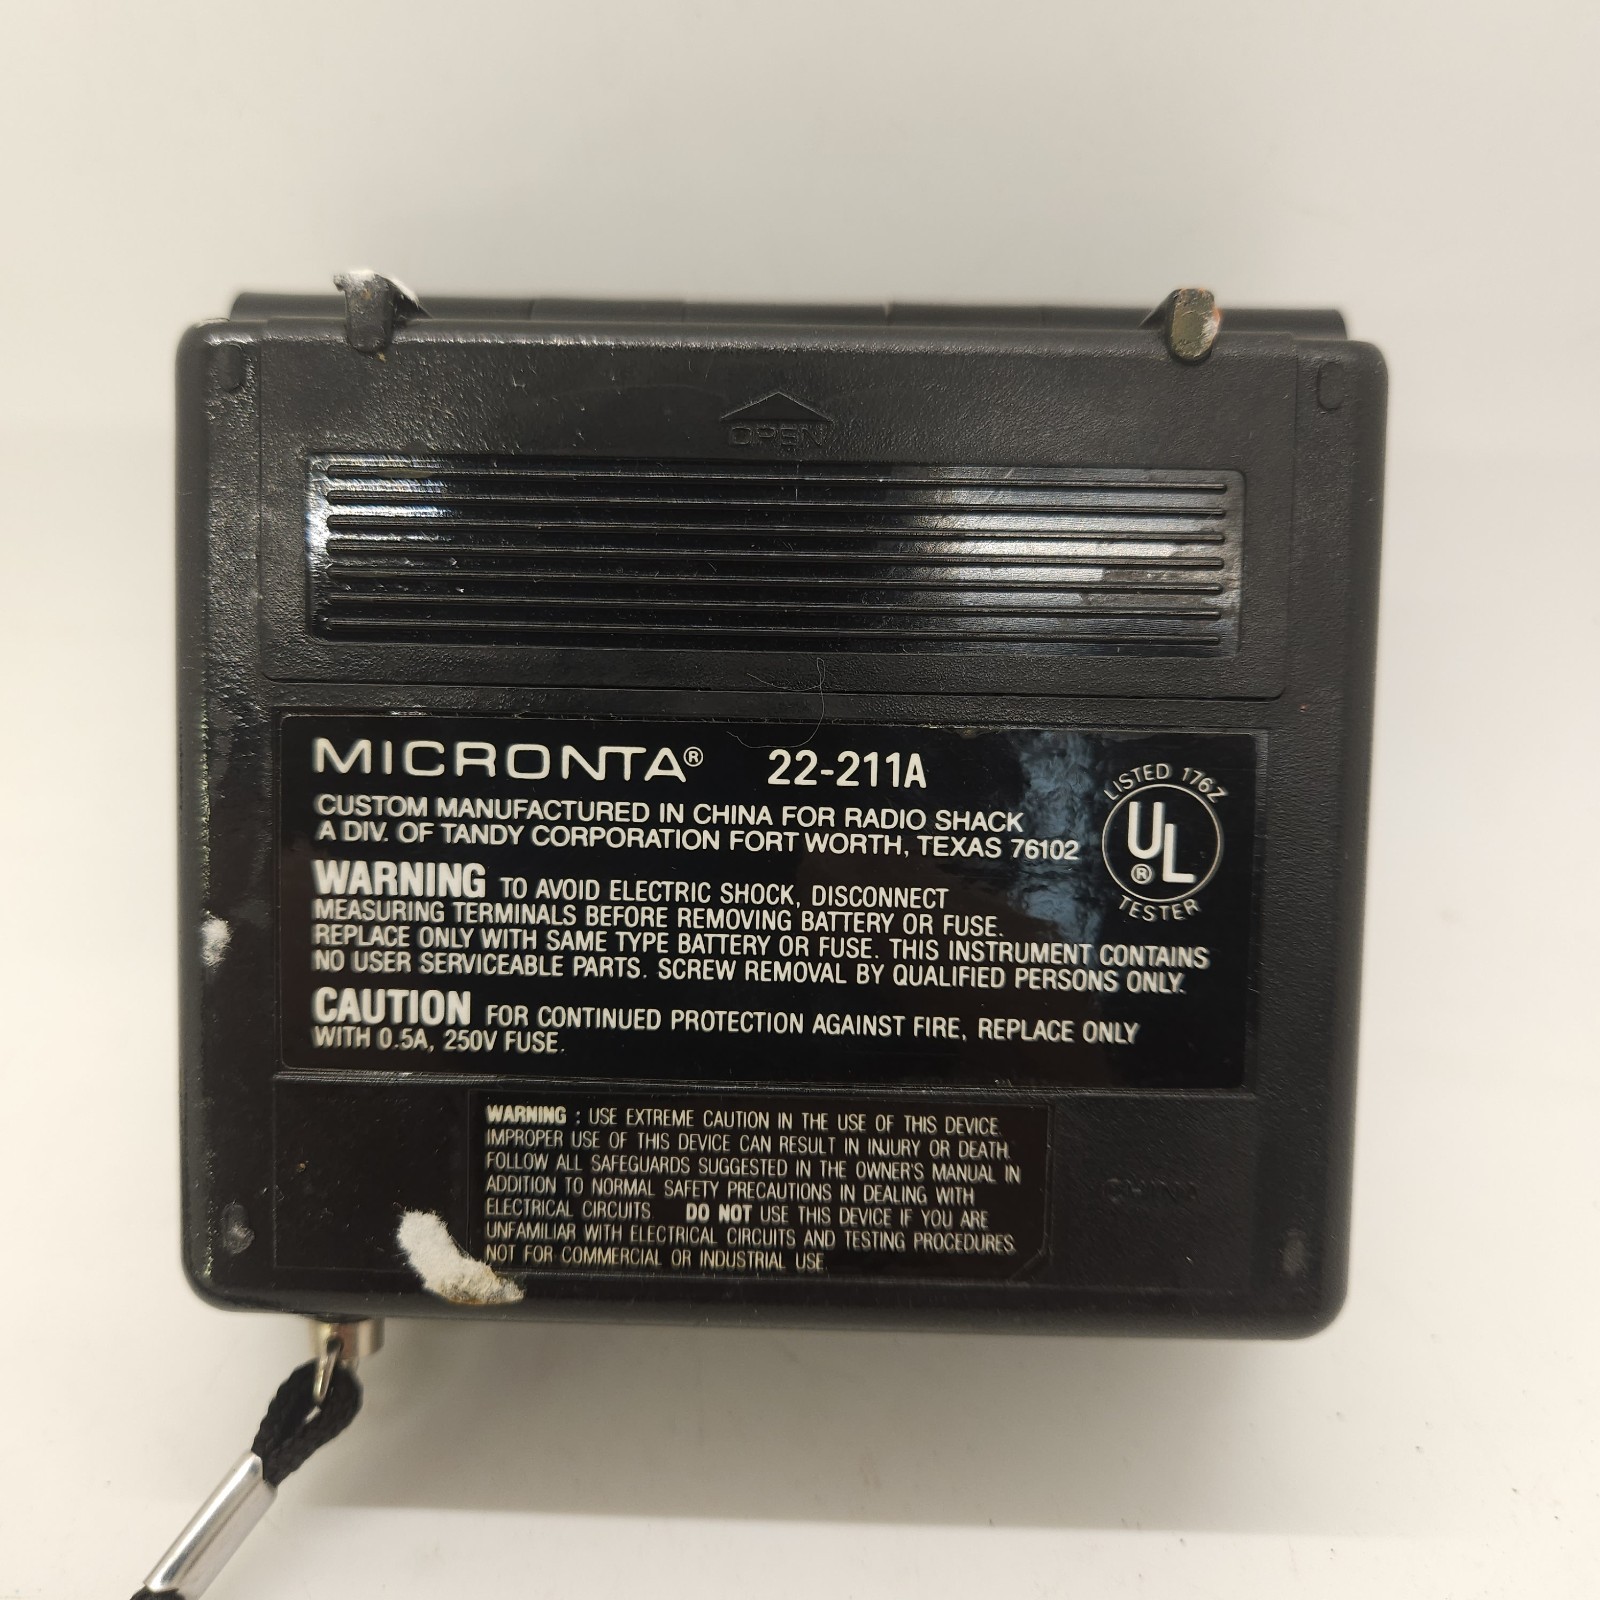 OPEN
MICRONTA® 22-211A
CUSTOM MANUFACTURED IN CHINA FOR RADIO SHACK
A DIV. OF TANDY CORPORATION FORT WORTH, TEXAS 76102
LISTED 176Z
UL
®
TESTER
WARNING TO AVOID ELECTRIC SHOCK, DISCONNECT
MEASURING TERMINALS BEFORE REMOVING BATTERY OR FUSE.
REPLACE ONLY WITH SAME TYPE BATTERY OR FUSE. THIS INSTRUMENT CONTAINS
NO USER SERVICEABLE PARTS. SCREW REMOVAL BY QUALIFIED PERSONS ONLY.
CAUTION FOR CONTINUED PROTECTION AGAINST FIRE, REPLACE ONLY
WITH 0.5A, 250V FUSE.
WARNING : USE EXTREME CAUTION IN THE USE OF THIS DEVICE.
IMPROPER USE OF THIS DEVICE CAN RESULT IN INJURY OR DEATH.
FOLLOW ALL SAFEGUARDS SUGGESTED IN THE OWNER'S MANUAL IN
ADDITION TO NORMAL SAFETY PRECAUTIONS IN DEALING WITH
ELECTRICAL CIRCUITS DO NOT USE THIS DEVICE IF YOU ARE
UNFAMILIAR WITH ELECTRICAL CIRCUITS AND TESTING PROCEDURES.
NOT FOR COMMERCIAL OR INDUSTRIAL USE.
CHINA